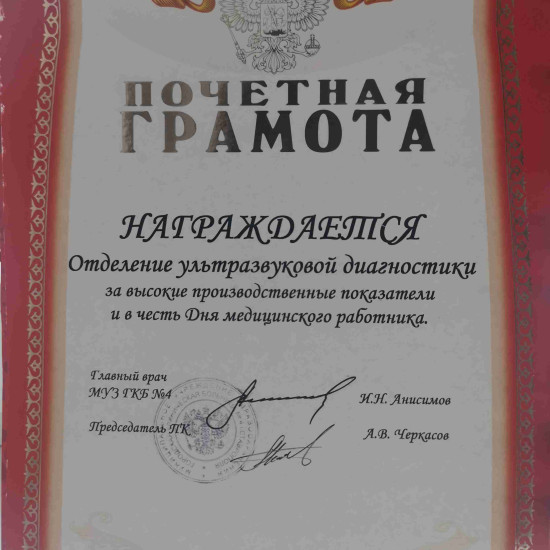 ПОЧЕТНАЯ
ГРАМОТА
НАГРАЖДАЕТСЯ
Отделение ультразвуковой диагностики
за высокие производственные показатели
и в честь Дня медицинского работника.
Главный врач
МУЗ ГКБ №4 И.Н. Анисимов
Председатель ПК А.В. Черкасов